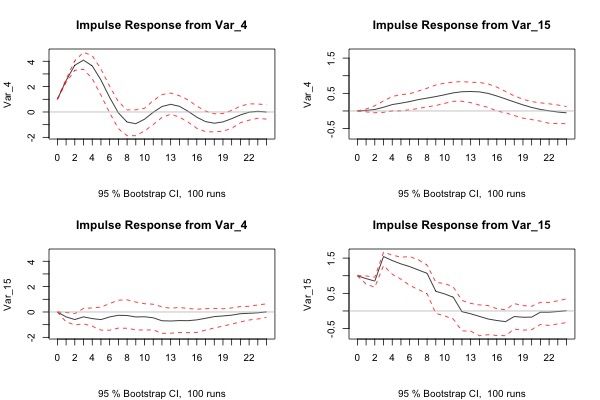 Impulse Response from Var_4
Var_4
4
2
0
-2
0 2 4 6 8 10 13 16 19 22
95 % Bootstrap CI,  100 runs
Impulse Response from Var_15
Var_4
1.5
0.5
-0.5
0 2 4 6 8 10 13 16 19 22
95 % Bootstrap CI,  100 runs
Impulse Response from Var_4
Var_15
4
2
0
-2
0 2 4 6 8 10 13 16 19 22
95 % Bootstrap CI,  100 runs
Impulse Response from Var_15
Var_15
1.5
0.5
-0.5
0 2 4 6 8 10 13 16 19 22
95 % Bootstrap CI,  100 runs